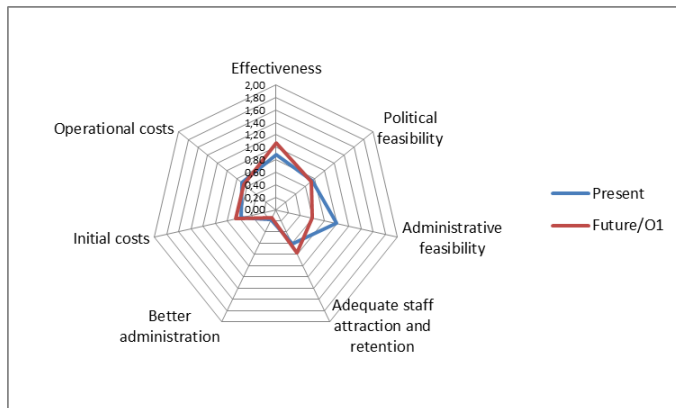 Effectiveness
2,00
1,80
1,60
1,40
1,20
1,00
0,80
0,60
0,40
0,20
0,00
Political
feasibility
Administrative
feasibility
Adequate staff
attraction and
retention
Better
administration
Initial costs
Operational costs
Present
Future/O1